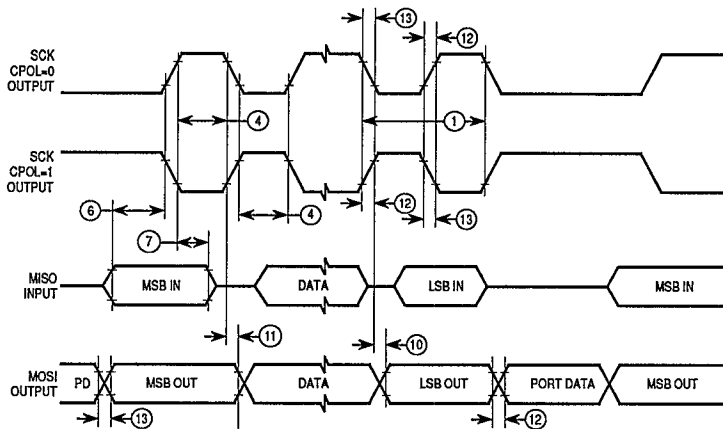 13
12
SCK
CPOL=0
OUTPUT
4
1
SCK
CPOL=1
OUTPUT
6
4
12
13
7
MISO
INPUT
MSB IN
DATA
LSB IN
MSB IN
11
10
MOSI
OUTPUT
PD
MSB OUT
DATA
LSB OUT
PORT DATA
MSB OUT
13
12